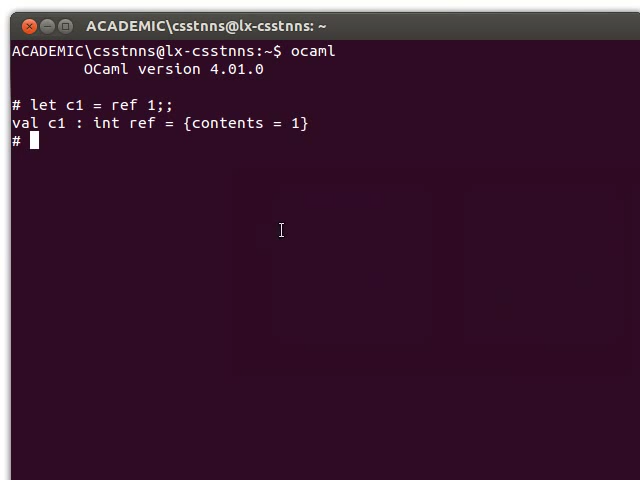 ACADEMIC\csstnns@lx-csstnns: ~
ACADEMIC\csstnns@lx-csstnns:~$ ocaml
        OCaml version 4.01.0
# let c1 = ref 1;;
val c1 : int ref = {contents = 1}
#